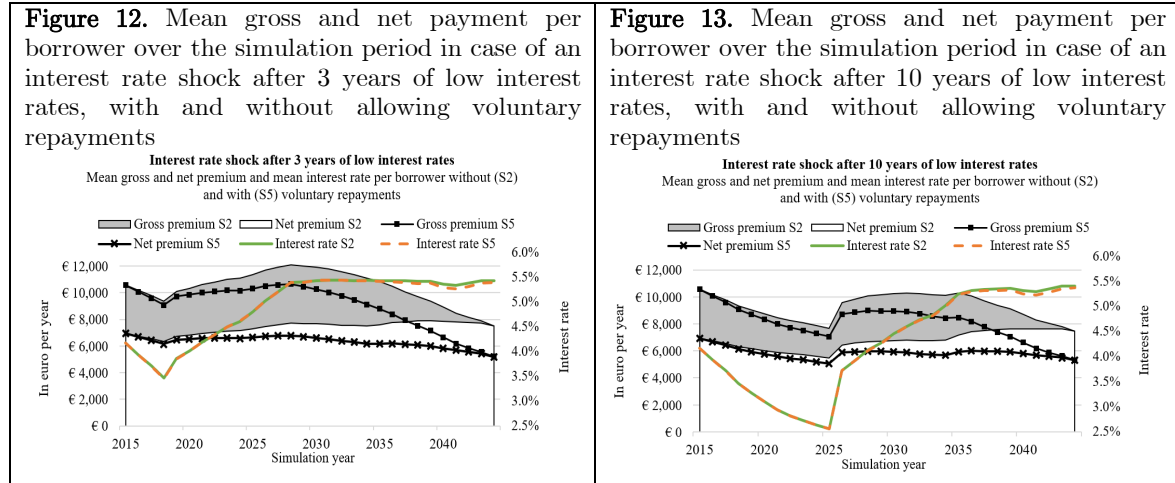 Figure 12. Mean gross and net payment per
borrower over the simulation period in case of an
interest rate shock after 3 years of low interest
rates, with and without allowing voluntary
repayments
Interest rate shock after 3 years of low interest rates
Mean gross and net premium and mean interest rate per borrower without (S2)
and with (S5) voluntary repayments
Gross premium S2 Net premium S2 Gross premium S5
Net premium S5 Interest rate S2 Interest rate S5
€ 12,000
€ 10,000
€ 8,000
€ 6,000
€ 4,000
€ 2,000
€ 0
In euro per year
6.0%
5.5%
5.0%
4.5%
4.0%
3.5%
3.0%
2.5%
Interest rate
2015 2020 2025 2030 2035 2040
Simulation year
Figure 13. Mean gross and net payment per
borrower over the simulation period in case of an
interest rate shock after 10 years of low interest
rates, with and without allowing voluntary
repayments
Interest rate shock after 10 years of low interest rates
Mean gross and net premium and mean interest rate per borrower without (S2)
and with (S5) voluntary repayments
Gross premium S2 Net premium S2 Gross premium S5
Net premium S5 Interest rate S2 Interest rate S5
€ 12,000
€ 10,000
€ 8,000
€ 6,000
€ 4,000
€ 2,000
€ 0
In euro per year
6.0%
5.5%
5.0%
4.5%
4.0%
3.5%
3.0%
2.5%
Interest rate
2015 2020 2025 2030 2035 2040
Simulation year